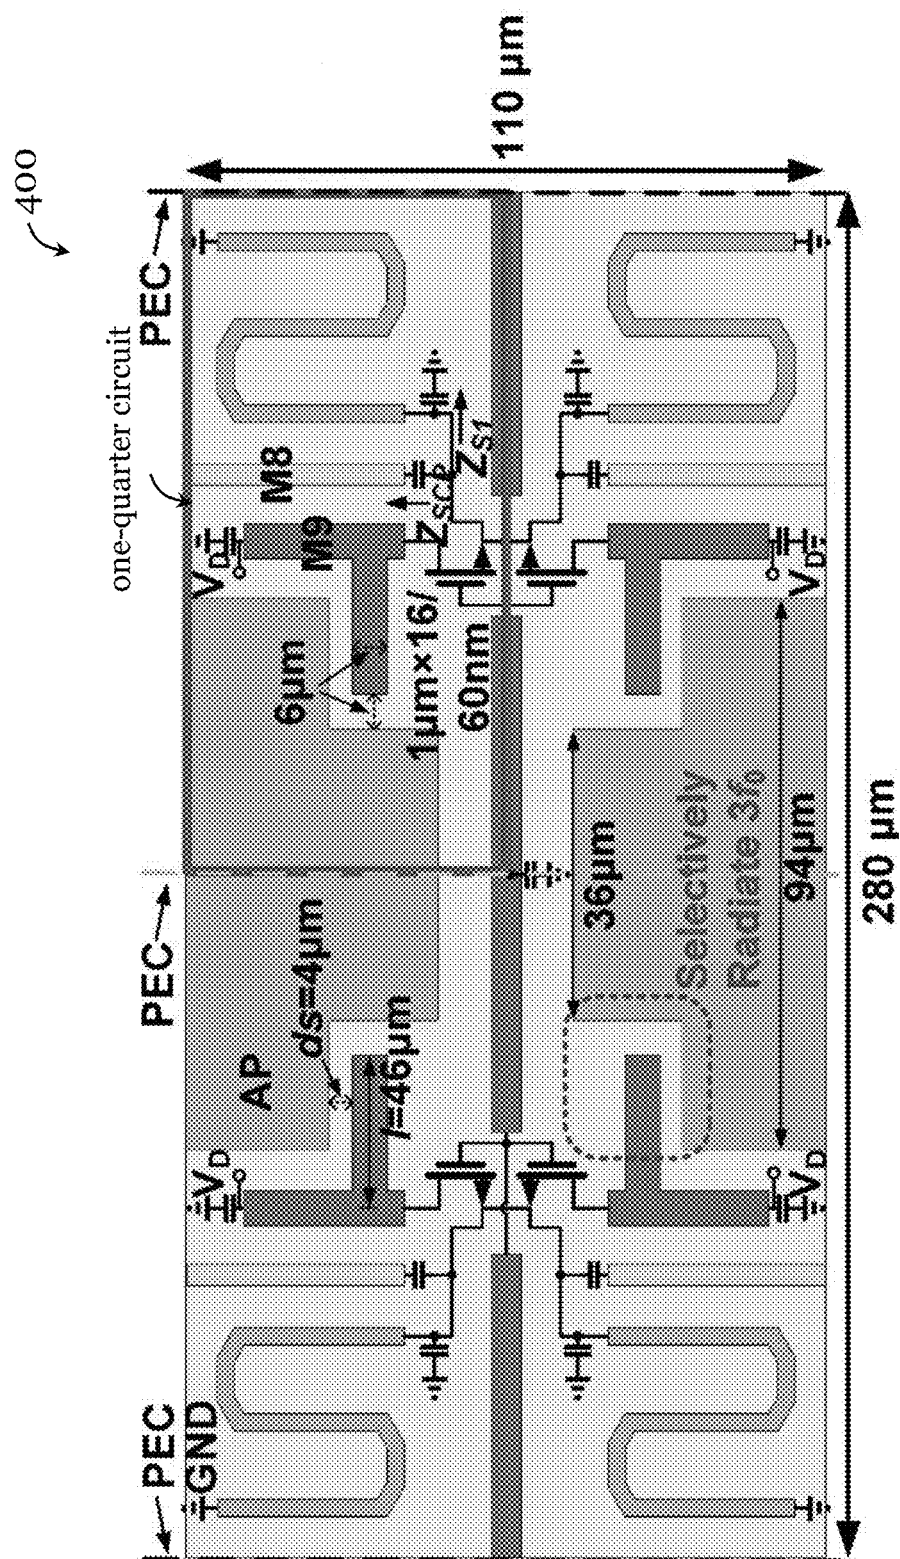 400
PEC
GND
PEC
PEC
one-quarter circuit
V_D
AP
ds=4µm
l=46µm
6µm
V_D
M9
M8
Z_SCP
Z_S1
1µm×16/
60nm
36µm
Selectively
Radiate 3f₀
94µm
V_D
V_D
110 µm
280 µm